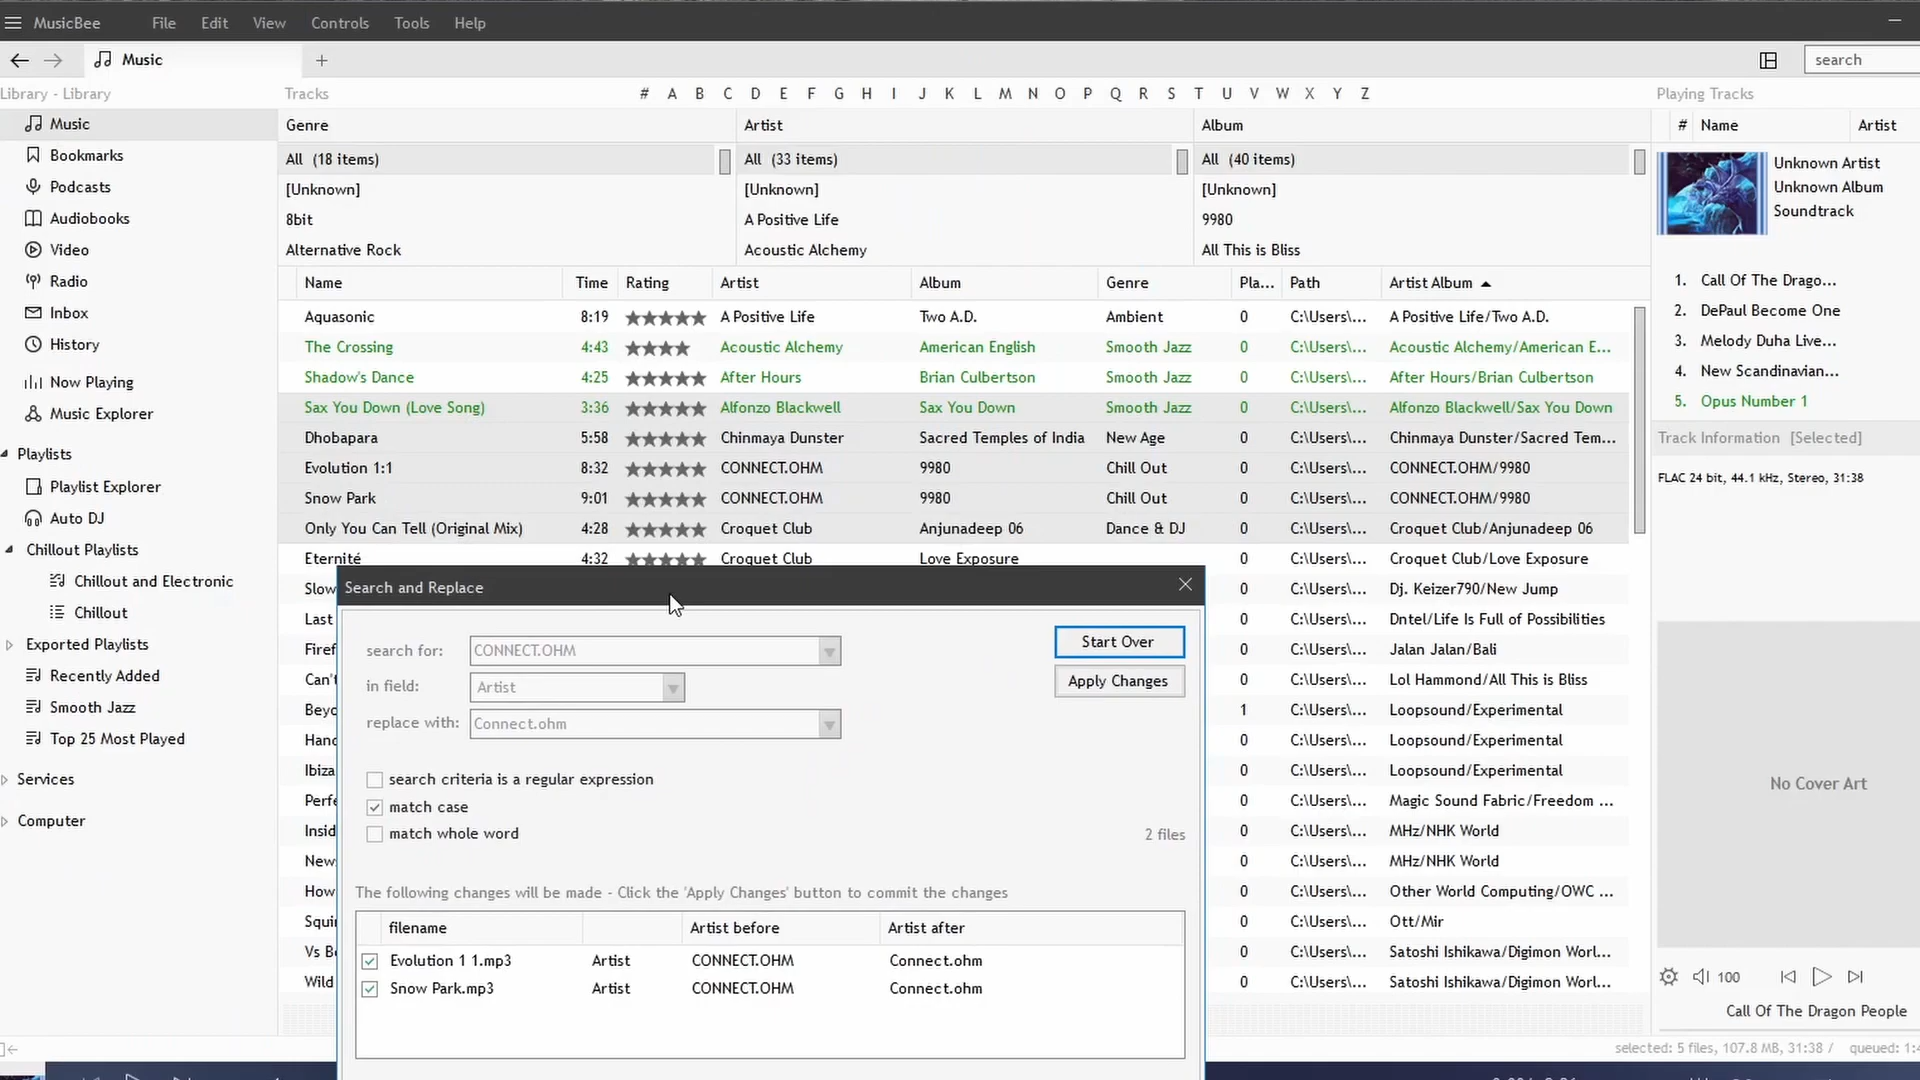 MusicBee File Edit View Controls Tools Help
Music + search
Library - Library Tracks # A B C D E F G H I J K L M N O P Q R S T U V W X Y Z Playing Tracks
Music
Bookmarks
Podcasts
Audiobooks
Video
Radio
Inbox
History
Now Playing
Music Explorer
Playlists
Playlist Explorer
Auto DJ
Chillout Playlists
Chillout and Electronic
Chillout
Exported Playlists
Recently Added
Smooth Jazz
Top 25 Most Played
Services
Computer
Genre Artist Album
All (18 items) All (33 items) All (40 items)
[Unknown] [Unknown] [Unknown]
8bit A Positive Life 9980
Alternative Rock Acoustic Alchemy All This is Bliss
Name Time Rating Artist Album Genre Pla... Path Artist Album
Aquasonic 8:19 ★★★★★ A Positive Life Two A.D. Ambient 0 C:\Users\... A Positive Life/Two A.D.
The Crossing 4:43 ★★★★ Acoustic Alchemy American English Smooth Jazz 0 C:\Users\... Acoustic Alchemy/American E...
Shadow's Dance 4:25 ★★★★★ After Hours Brian Culbertson Smooth Jazz 0 C:\Users\... After Hours/Brian Culbertson
Sax You Down (Love Song) 3:36 ★★★★★ Alfonzo Blackwell Sax You Down Smooth Jazz 0 C:\Users\... Alfonzo Blackwell/Sax You Down
Dhobapara 5:58 ★★★★★ Chinmaya Dunster Sacred Temples of India New Age 0 C:\Users\... Chinmaya Dunster/Sacred Tem...
Evolution 1:1 8:32 ★★★★★ CONNECT.OHM 9980 Chill Out 0 C:\Users\... CONNECT.OHM/9980
Snow Park 9:01 ★★★★★ CONNECT.OHM 9980 Chill Out 0 C:\Users\... CONNECT.OHM/9980
Only You Can Tell (Original Mix) 4:28 ★★★★★ Croquet Club Anjunadeep 06 Dance & DJ 0 C:\Users\... Croquet Club/Anjunadeep 06
Eternité 4:32 ★★★★★ Croquet Club Love Exposure 0 C:\Users\... Croquet Club/Love Exposure
Slow 0 C:\Users\... Dj. Keizer790/New Jump
Last 0 C:\Users\... Dntel/Life Is Full of Possibilities
Firef 0 C:\Users\... Jalan Jalan/Bali
Can't 0 C:\Users\... Lol Hammond/All This is Bliss
Beyo 1 C:\Users\... Loopsound/Experimental
Hand 0 C:\Users\... Loopsound/Experimental
Ibiza 0 C:\Users\... Loopsound/Experimental
Perfe 0 C:\Users\... Magic Sound Fabric/Freedom ...
Insid 0 C:\Users\... MHz/NHK World
New 0 C:\Users\... MHz/NHK World
How 0 C:\Users\... Other World Computing/OWC ...
Squi 0 C:\Users\... Ott/Mir
Vs B 0 C:\Users\... Satoshi Ishikawa/Digimon Worl...
Wild 0 C:\Users\... Satoshi Ishikawa/Digimon Worl...
Search and Replace
search for: CONNECT.OHM Start Over
in field: Artist Apply Changes
replace with: Connect.ohm
search criteria is a regular expression
match case
match whole word 2 files
The following changes will be made - Click the 'Apply Changes' button to commit the changes
filename Artist before Artist after
Evolution 1 1.mp3 Artist CONNECT.OHM Connect.ohm
Snow Park.mp3 Artist CONNECT.OHM Connect.ohm
# Name Artist
Unknown Artist
Unknown Album
Soundtrack
1. Call Of The Drago...
2. DePaul Become One
3. Melody Duha Live...
4. New Scandinavian...
5. Opus Number 1
Track Information [Selected]
FLAC 24 bit, 44.1 kHz, Stereo, 31:38
No Cover Art
100
Call Of The Dragon People
selected: 5 files, 107.8 MB, 31:38 / queued: 1:4